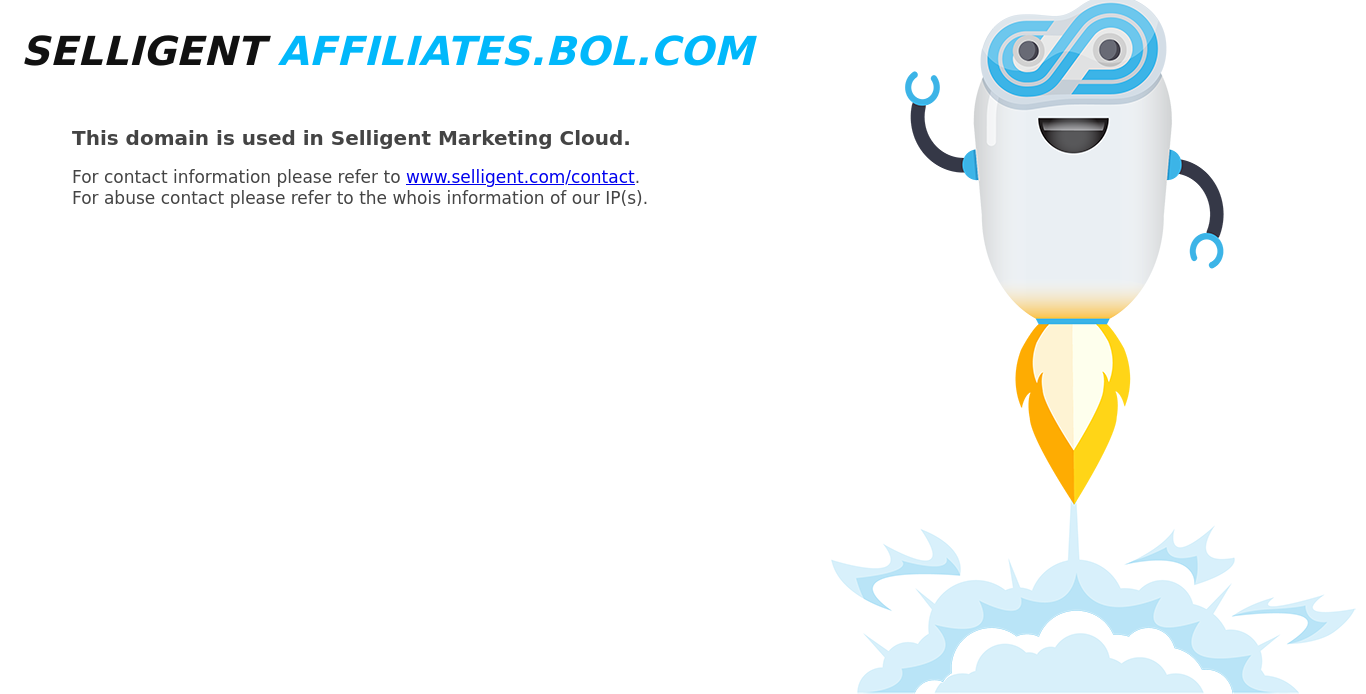 SELLIGENT AFFILIATES.BOL.COM
This domain is used in Selligent Marketing Cloud.
For contact information please refer to www.selligent.com/contact.
For abuse contact please refer to the whois information of our IP(s).